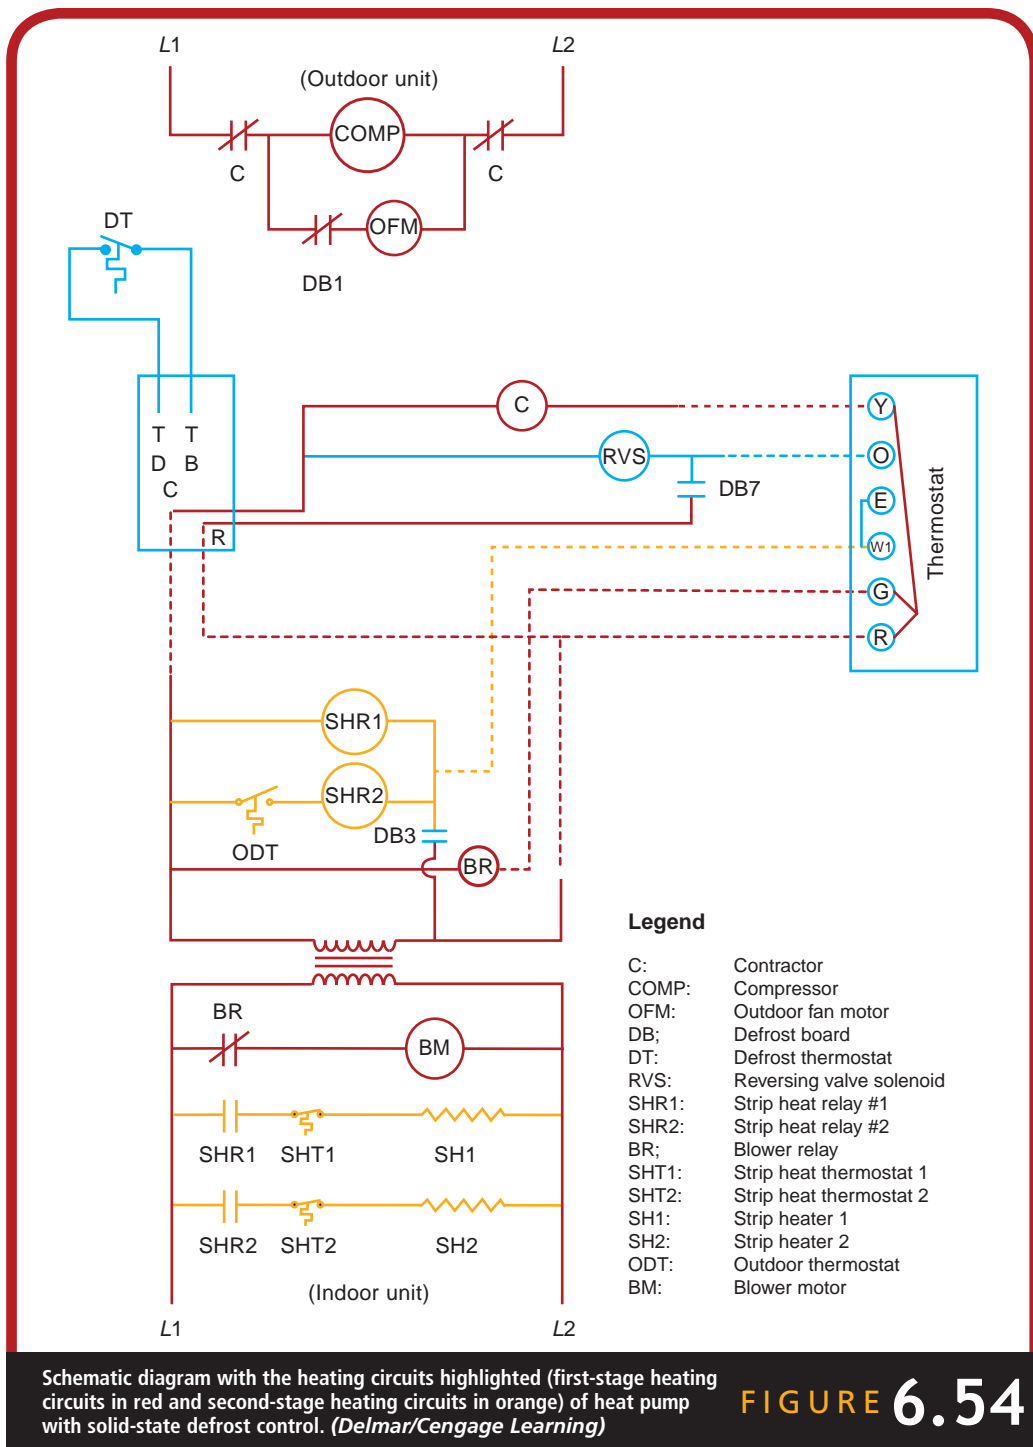 L1
L2
(Outdoor unit)
COMP
C
C
DT
OFM
DB1
C
Y
T T
D B
C
RVS
O
DB7
E
R
W1
Thermostat
G
R
SHR1
SHR2
DB3
ODT
BR
Legend
C: Contractor
COMP: Compressor
OFM: Outdoor fan motor
DB; Defrost board
DT: Defrost thermostat
RVS: Reversing valve solenoid
SHR1: Strip heat relay #1
SHR2: Strip heat relay #2
BR; Blower relay
SHT1: Strip heat thermostat 1
SHT2: Strip heat thermostat 2
SH1: Strip heater 1
SH2: Strip heater 2
ODT: Outdoor thermostat
BM: Blower motor
BR
BM
SHR1 SHT1 SH1
SHR2 SHT2 SH2
(Indoor unit)
L1
L2
Schematic diagram with the heating circuits highlighted (first-stage heating
circuits in red and second-stage heating circuits in orange) of heat pump
with solid-state defrost control. (Delmar/Cengage Learning)
FIGURE 6.54